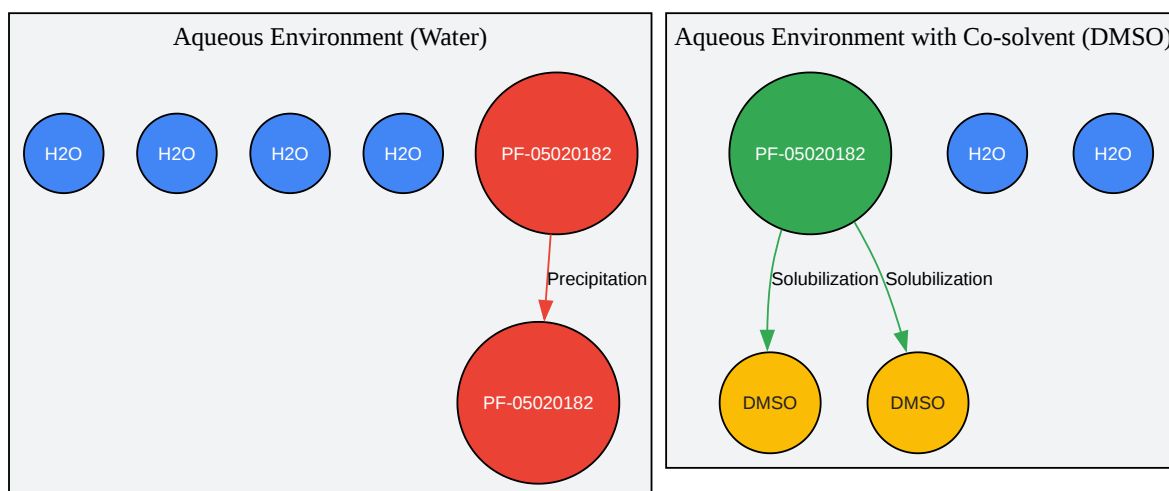 Aqueous Environment (Water)
H2O
H2O
H2O
H2O
PF-05020182
Precipitation
PF-05020182
Aqueous Environment with Co-solvent (DMSO)
PF-05020182
H2O
H2O
Solubilization
Solubilization
DMSO
DMSO